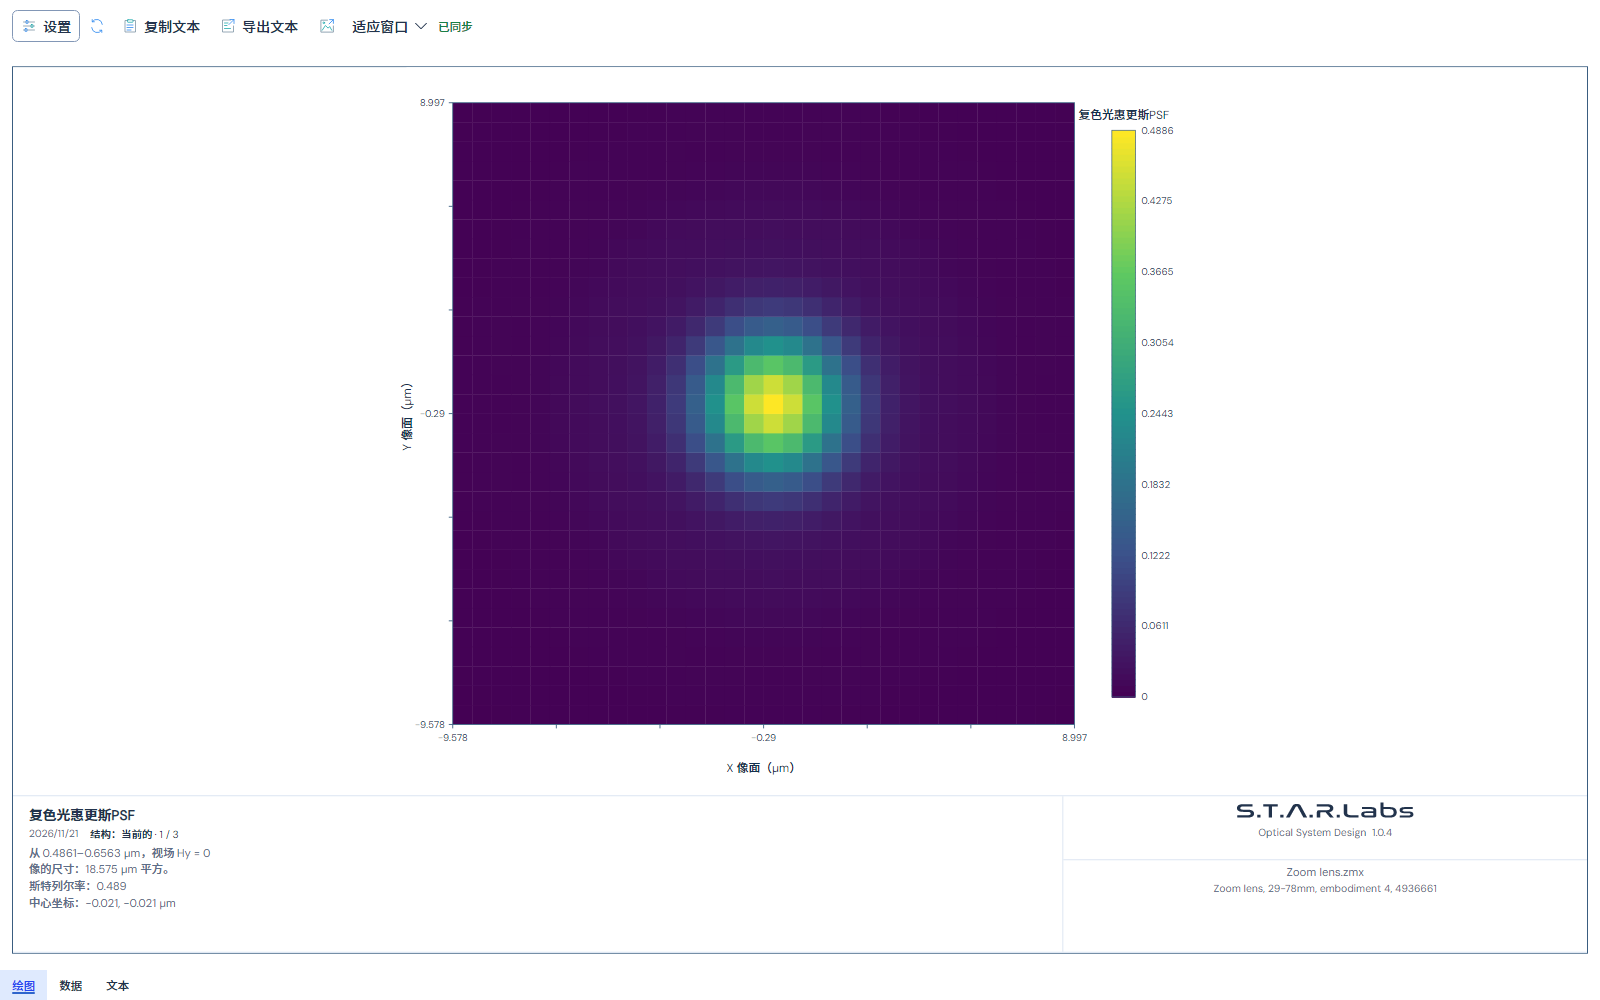 设置 复制文本 导出文本 适应窗口 已同步
8.997
复色光惠更斯PSF
0.4886
0.4275
0.3665
0.3054
0.2443
0.1832
0.1222
0.0611
0
Y 像面（μm）
-0.29
-9.578
-9.578 -0.29 8.997
X 像面（μm）
复色光惠更斯PSF
2026/11/21 结构：当前的 · 1 / 3
从 0.4861–0.6563 μm，视场 Hy = 0
像的尺寸：18.575 μm 平方。
斯特列尔率：0.489
中心坐标：-0.021, -0.021 μm
S.T.A.R.Labs
Optical System Design 1.0.4
Zoom lens.zmx
Zoom lens, 29-78mm, embodiment 4, 4936661
绘图 数据 文本